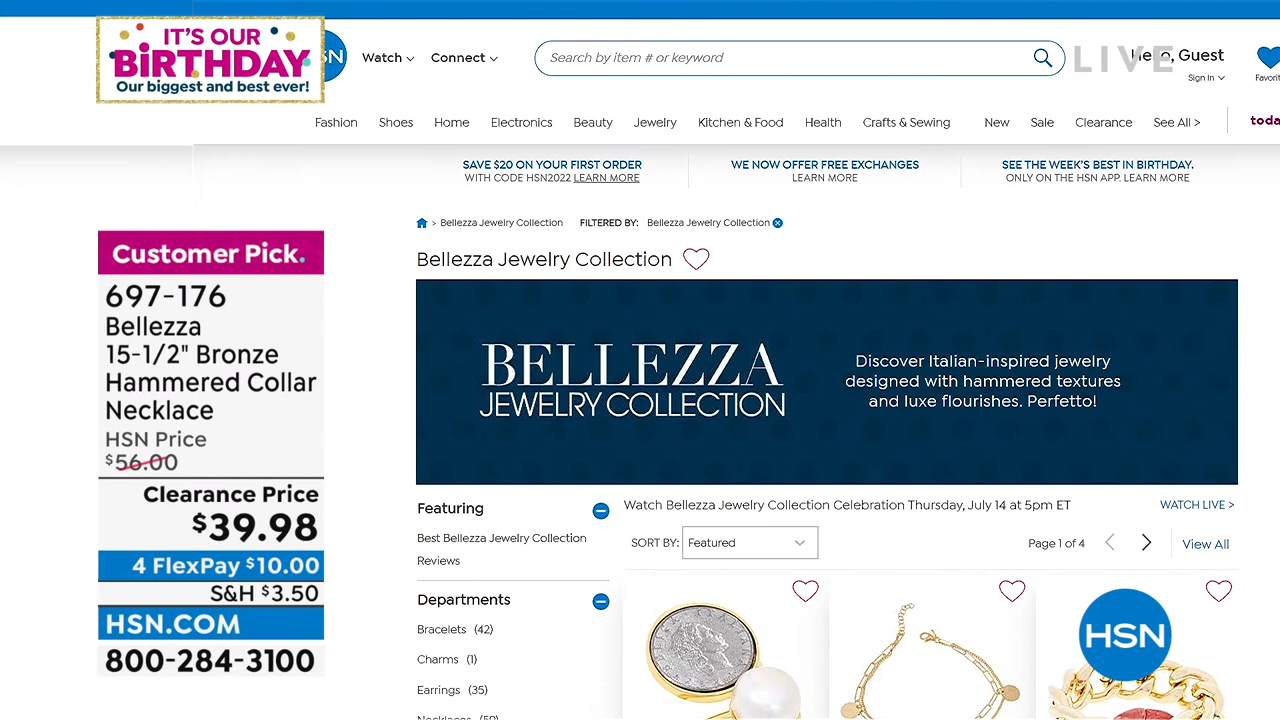 IT'S OUR
BiRTHDAY
Our biggest and best ever!
SN
Watch
Connect
Search by item # or keyword
LIVE
Guest
Sign In
Fashion
Shoes
Home
Electronics
Beauty
Jewelry
Kitchen & Food
Health
Crafts & Sewing
New
Sale
Clearance
See All >
SAVE $20 ON YOUR FIRST ORDER
WITH CODE HSN2022 LEARN MORE
WE NOW OFFER FREE EXCHANGES
LEARN MORE
SEE THE WEEK'S BEST IN BIRTHDAY.
ONLY ON THE HSN APP. LEARN MORE
> Bellezza Jewelry Collection
FILTERED BY:
Bellezza Jewelry Collection
Bellezza Jewelry Collection
BELLEZZA
JEWELRY COLLECTION
Discover Italian-inspired jewelry
designed with hammered textures
and luxe flourishes. Perfetto!
Customer Pick.
697-176
Bellezza
15-1/2" Bronze
Hammered Collar
Necklace
HSN Price
$56.00
Clearance Price
$39.98
4 FlexPay $10.00
S&H $3.50
HSN.COM
800-284-3100
Featuring
Best Bellezza Jewelry Collection
Reviews
Departments
Bracelets (42)
Charms (1)
Earrings (35)
Watch Bellezza Jewelry Collection Celebration Thursday, July 14 at 5pm ET
WATCH LIVE >
SORT BY:
Featured
Page 1 of 4
View All
HSN